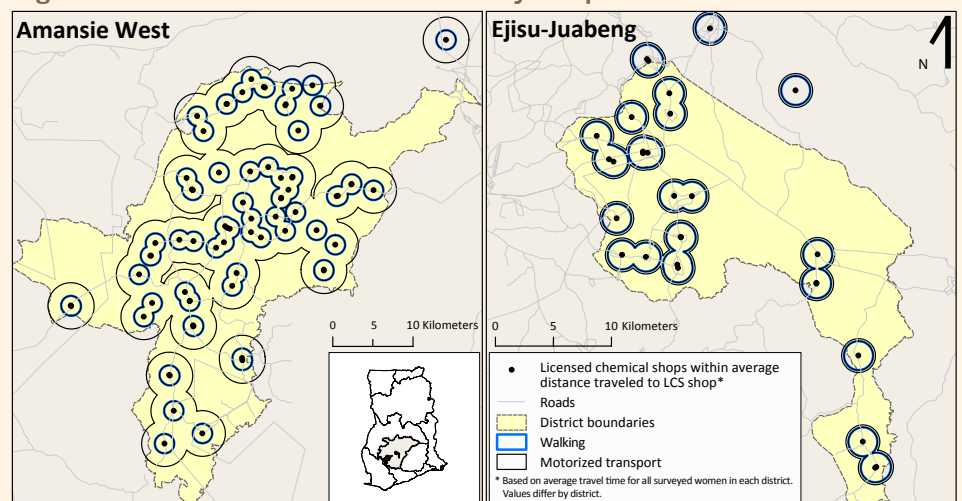 Amansie West
0 5 10 Kilometers
Ejisu-Juabeng
N
0 5 10 Kilometers
Licensed chemical shops within average
distance traveled to LCS shop*
Roads
District boundaries
Walking
Motorized transport
* Based on average travel time for all surveyed women in each district.
Values differ by district.